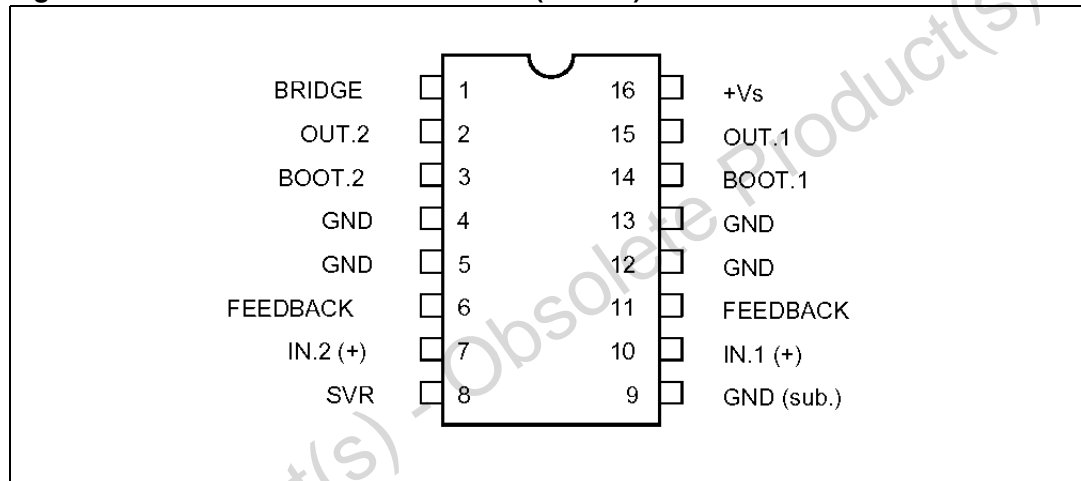 BRIDGE 1 16 +Vs
OUT.2 2 15 OUT.1
BOOT.2 3 14 BOOT.1
GND 4 13 GND
GND 5 12 GND
FEEDBACK 6 11 FEEDBACK
IN.2 (+) 7 10 IN.1 (+)
SVR 8 9 GND (sub.)
Obsolete Product(s)